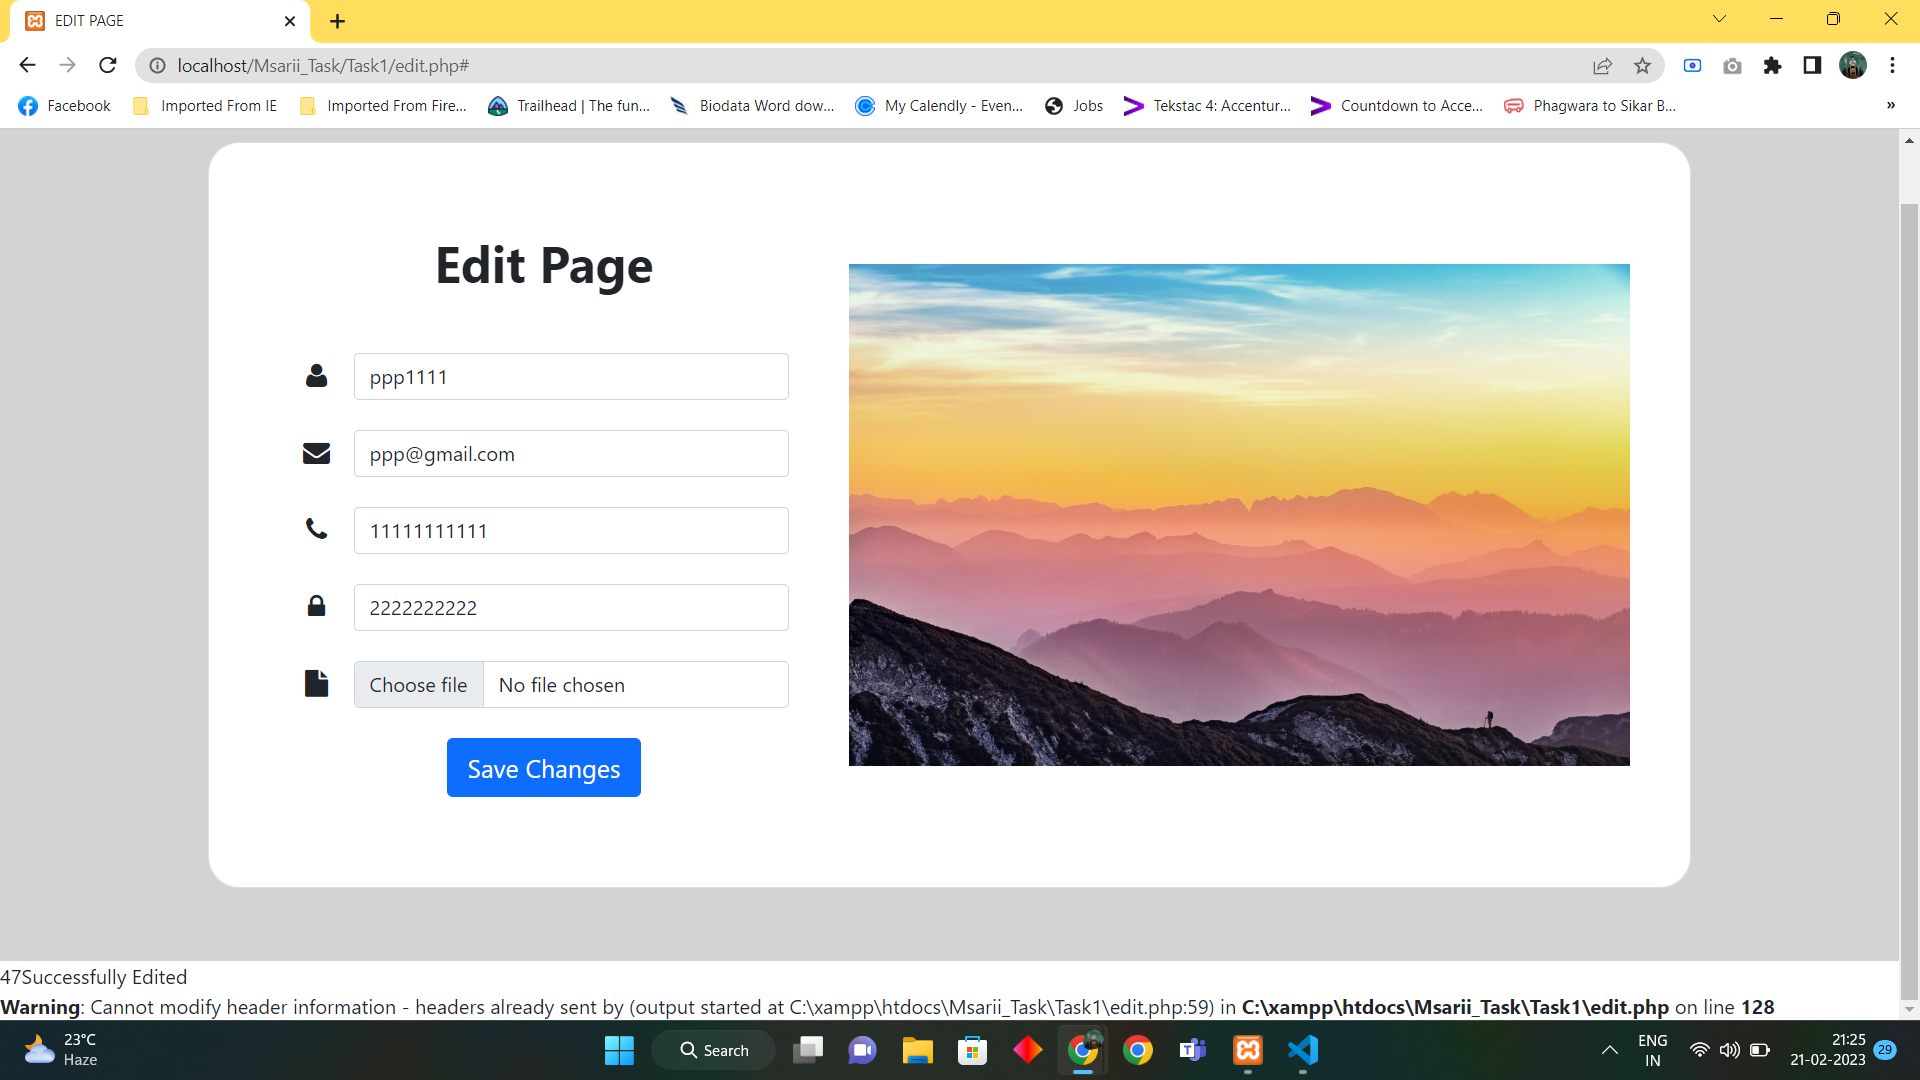 EDIT PAGE
localhost/Msarii_Task/Task1/edit.php#
Facebook
Imported From IE
Imported From Fire...
Trailhead | The fun...
Biodata Word dow...
My Calendly - Even...
Jobs
Tekstac 4: Accentur...
Countdown to Acce...
Phagwara to Sikar B...
»
Edit Page
ppp1111
ppp@gmail.com
11111111111
2222222222
Choose file No file chosen
Save Changes
47Successfully Edited
Warning: Cannot modify header information - headers already sent by (output started at C:\xampp\htdocs\Msarii_Task\Task1\edit.php:59) in C:\xampp\htdocs\Msarii_Task\Task1\edit.php on line 128
23°C
Haze
Search
ENG
IN
21:25
21-02-2023
29